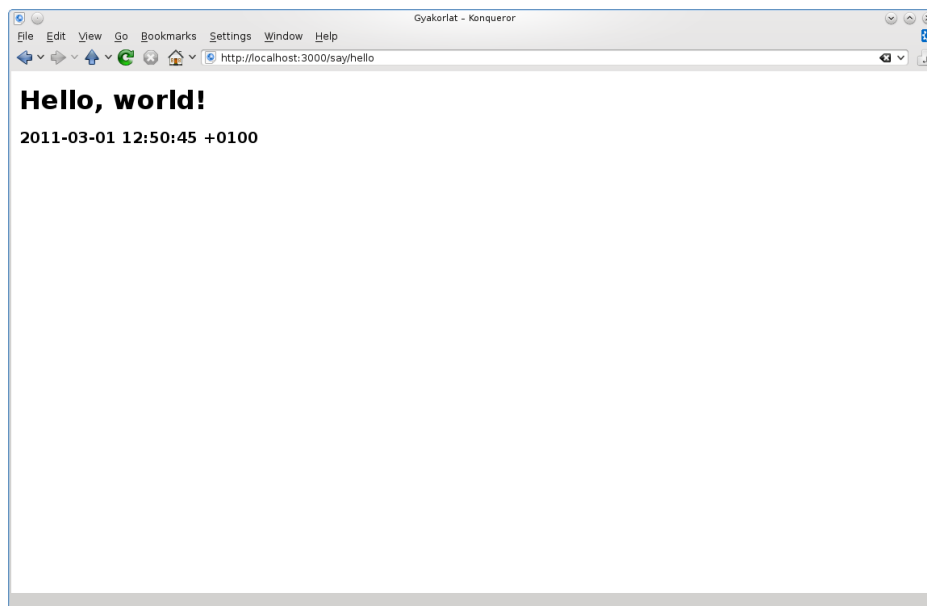 Gyakorlat – Konqueror
File Edit View Go Bookmarks Settings Window Help
http://localhost:3000/say/hello
Hello, world!
2011-03-01 12:50:45 +0100